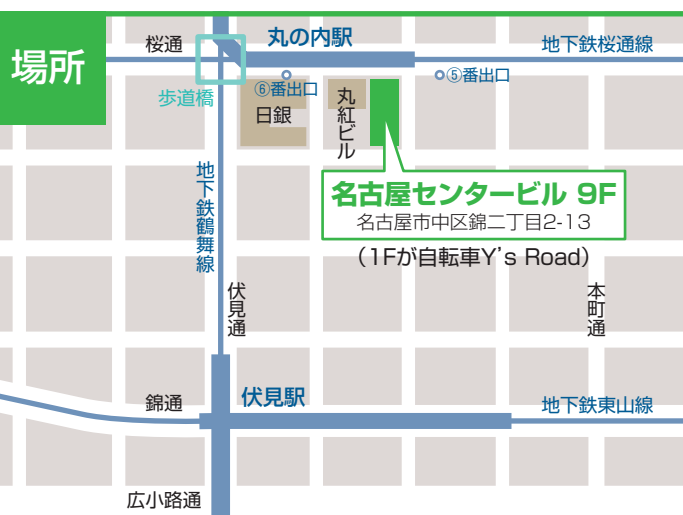 場所
桜通
丸の内駅
地下鉄桜通線
歩道橋
⑥番出口
⑤番出口
日銀
丸紅ビル
名古屋センタービル 9F
名古屋市中区錦二丁目2-13
（1Fが自転車Y's Road）
地下鉄鶴舞線
伏見通
本町通
錦通
伏見駅
地下鉄東山線
広小路通